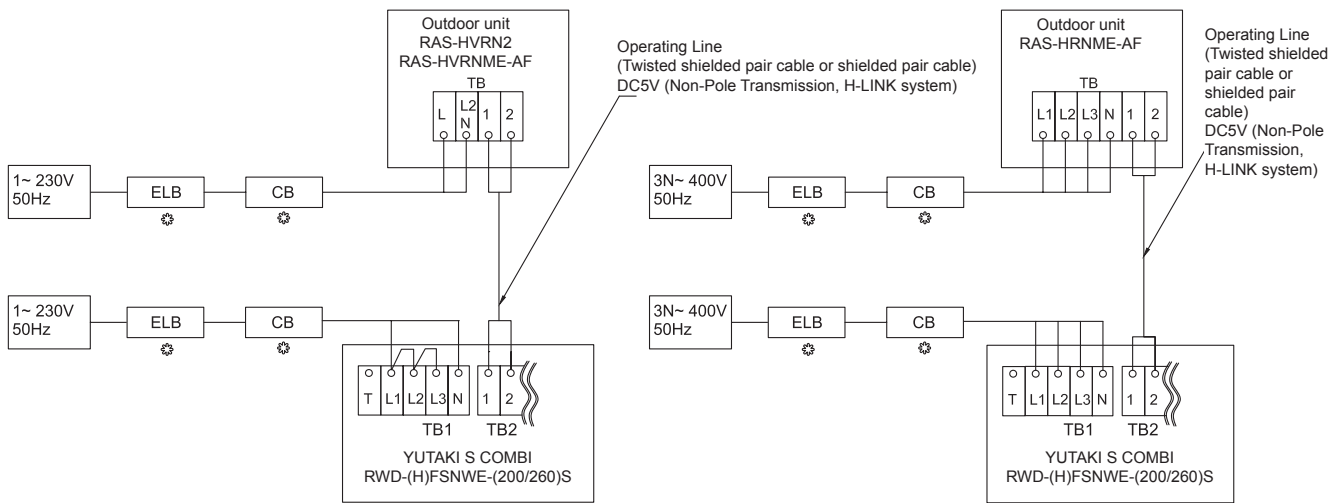 Outdoor unit
RAS-HVRN2
RAS-HVRNME-AF
TB
L
L2
N
1
2
Operating Line
(Twisted shielded pair cable or shielded pair cable)
DC5V (Non-Pole Transmission, H-LINK system)
1~ 230V
50Hz
ELB
CB
1~ 230V
50Hz
ELB
CB
T
L1
L2
L3
N
1
2
TB1
TB2
YUTAKI S COMBI
RWD-(H)FSNWE-(200/260)S
Outdoor unit
RAS-HRNME-AF
TB
L1
L2
L3
N
1
2
Operating Line
(Twisted shielded
pair cable or
shielded pair
cable)
DC5V (Non-Pole
Transmission,
H-LINK system)
3N~ 400V
50Hz
ELB
CB
3N~ 400V
50Hz
ELB
CB
T
L1
L2
L3
N
1
2
TB1
TB2
YUTAKI S COMBI
RWD-(H)FSNWE-(200/260)S